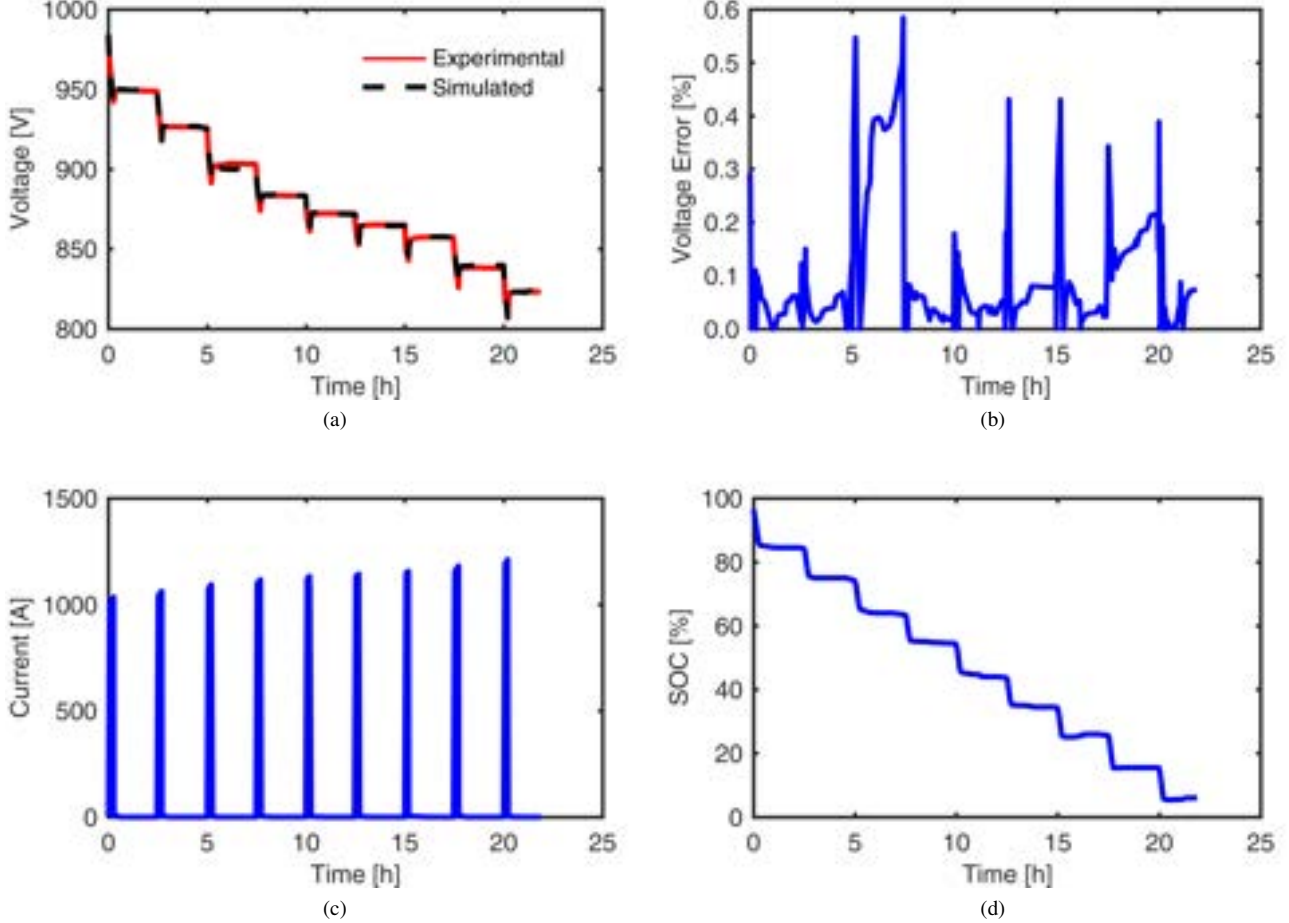 1000
950
900
850
800
Voltage [V]
Experimental
Simulated
0 5 10 15 20 25
Time [h]
(a)
0.6
0.5
0.4
0.3
0.2
0.1
0.0
Voltage Error [%]
0 5 10 15 20 25
Time [h]
(b)
1500
1000
500
0
Current [A]
0 5 10 15 20 25
Time [h]
(c)
100
80
60
40
20
0
SOC [%]
0 5 10 15 20 25
Time [h]
(d)